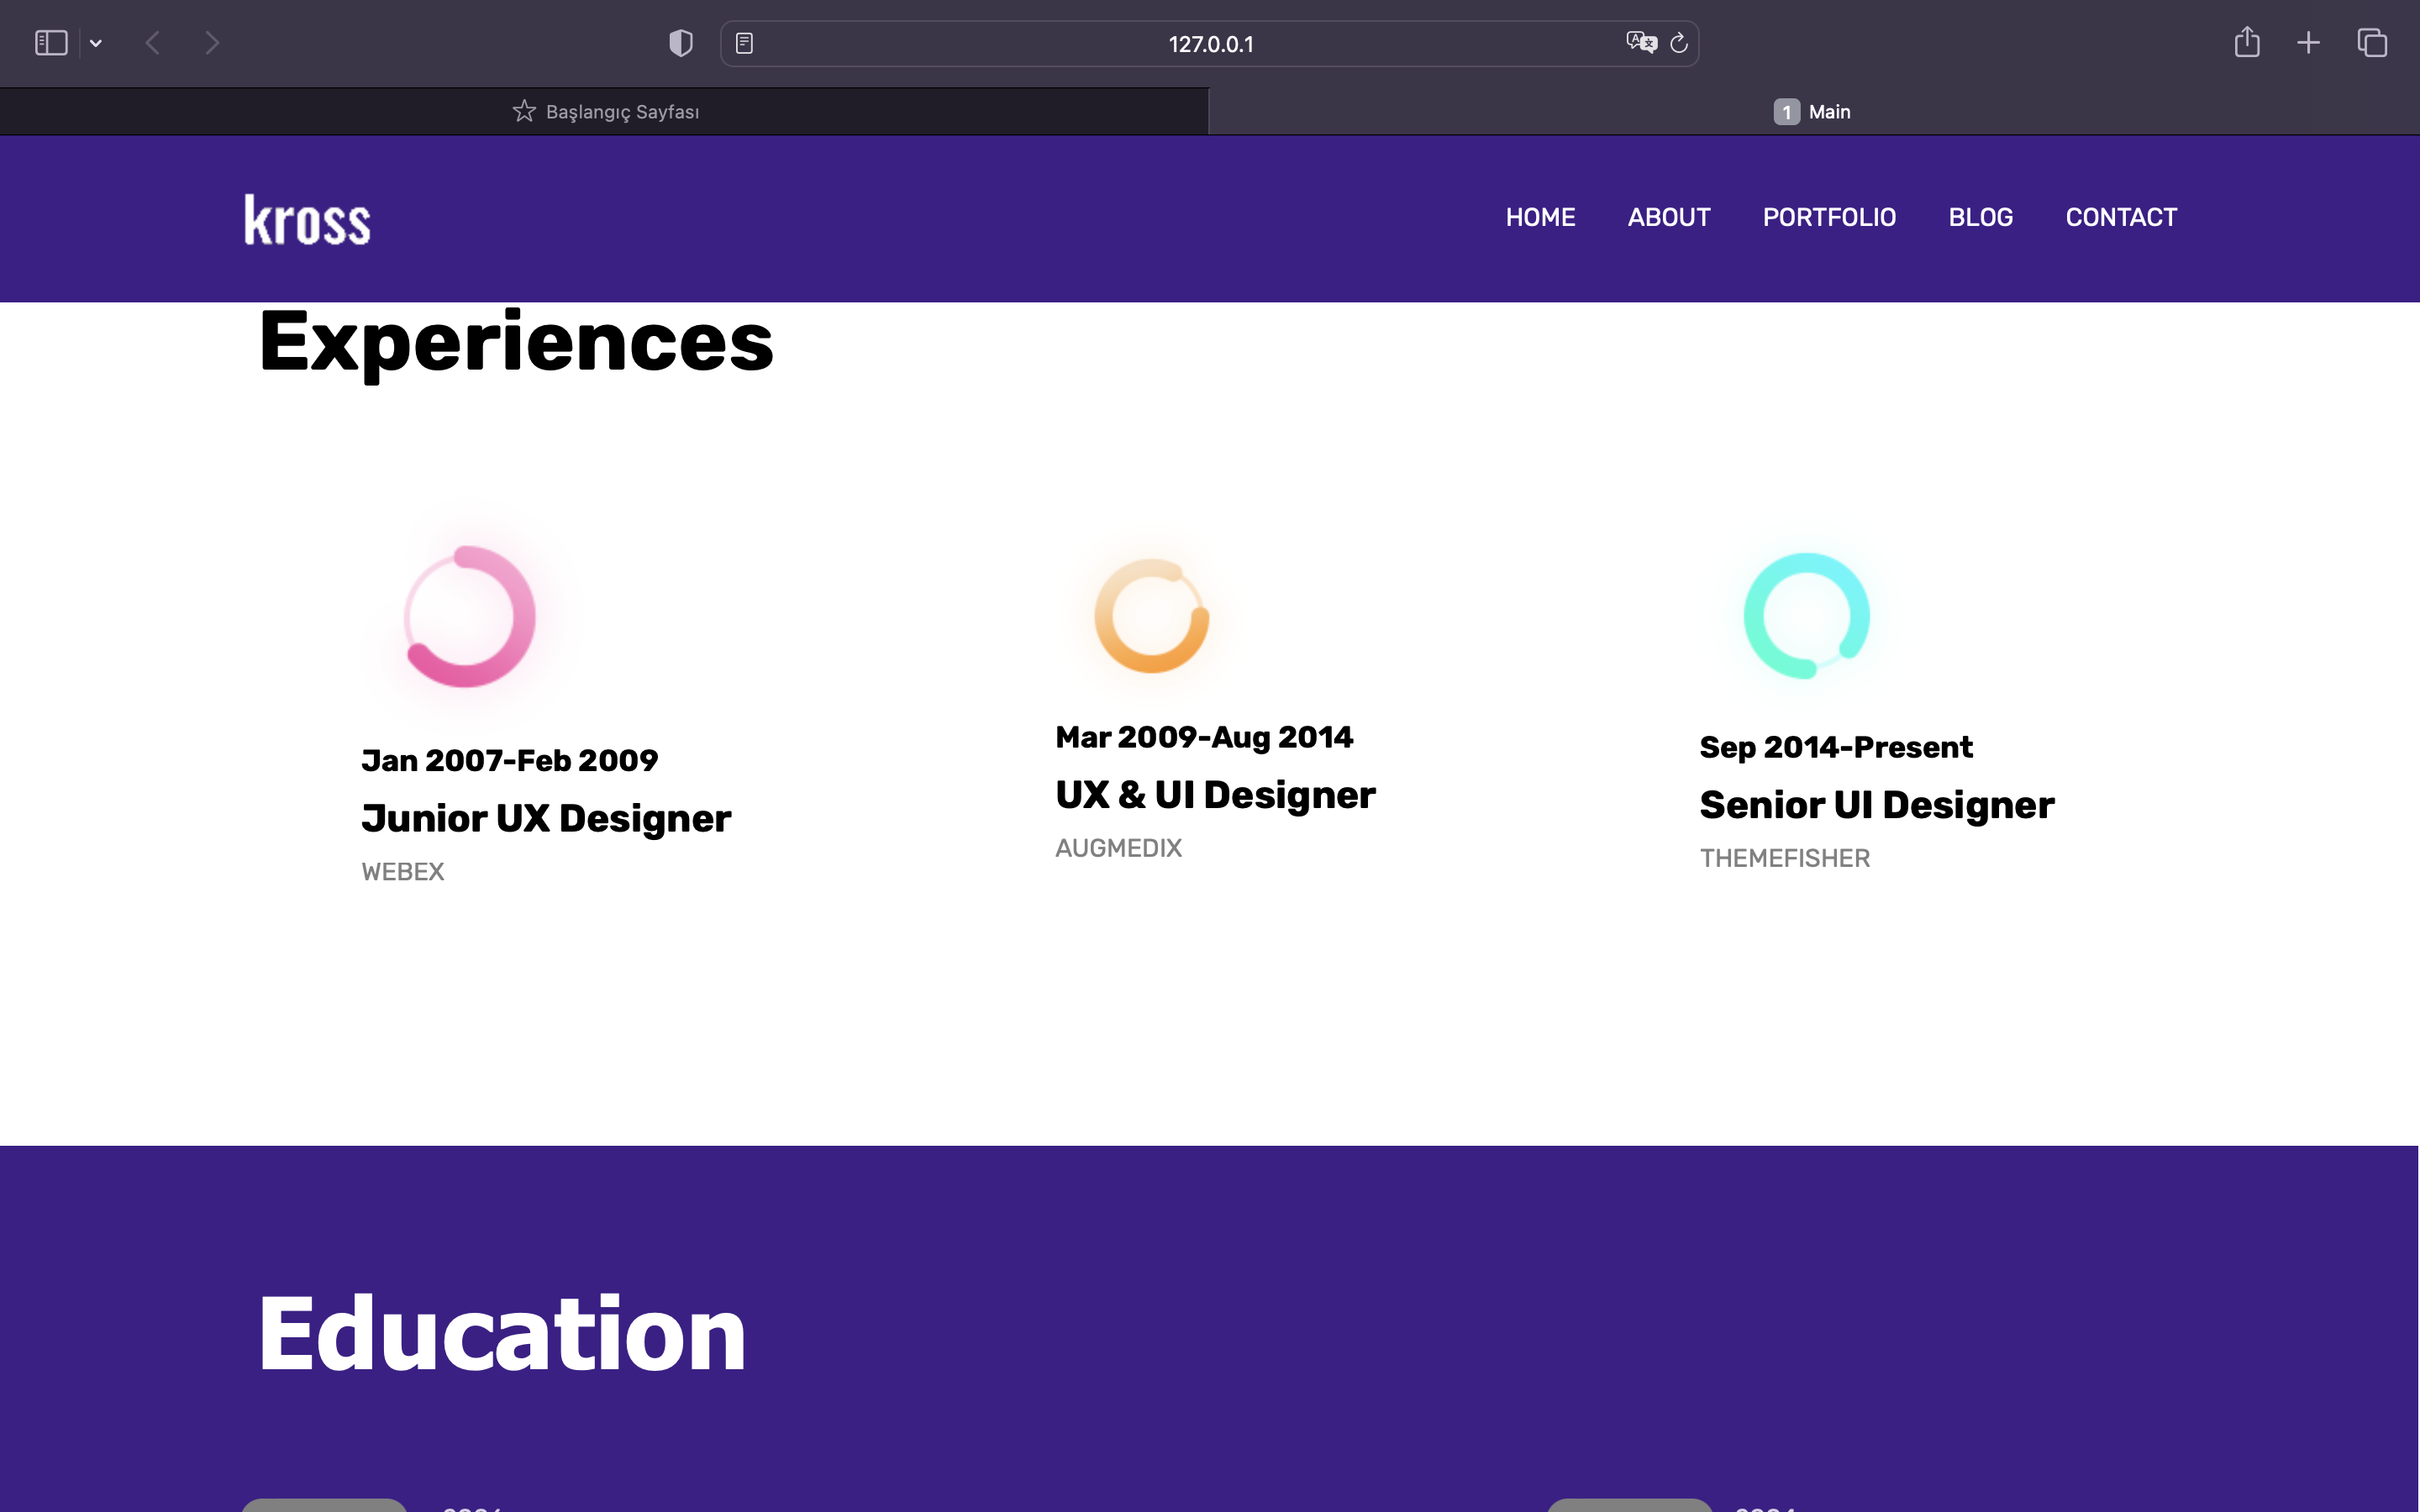 127.0.0.1
Başlangıç Sayfası
1 Main
kross
HOME ABOUT PORTFOLIO BLOG CONTACT
Experiences
Jan 2007-Feb 2009
Junior UX Designer
WEBEX
Mar 2009-Aug 2014
UX & UI Designer
AUGMEDIX
Sep 2014-Present
Senior UI Designer
THEMEFISHER
Education